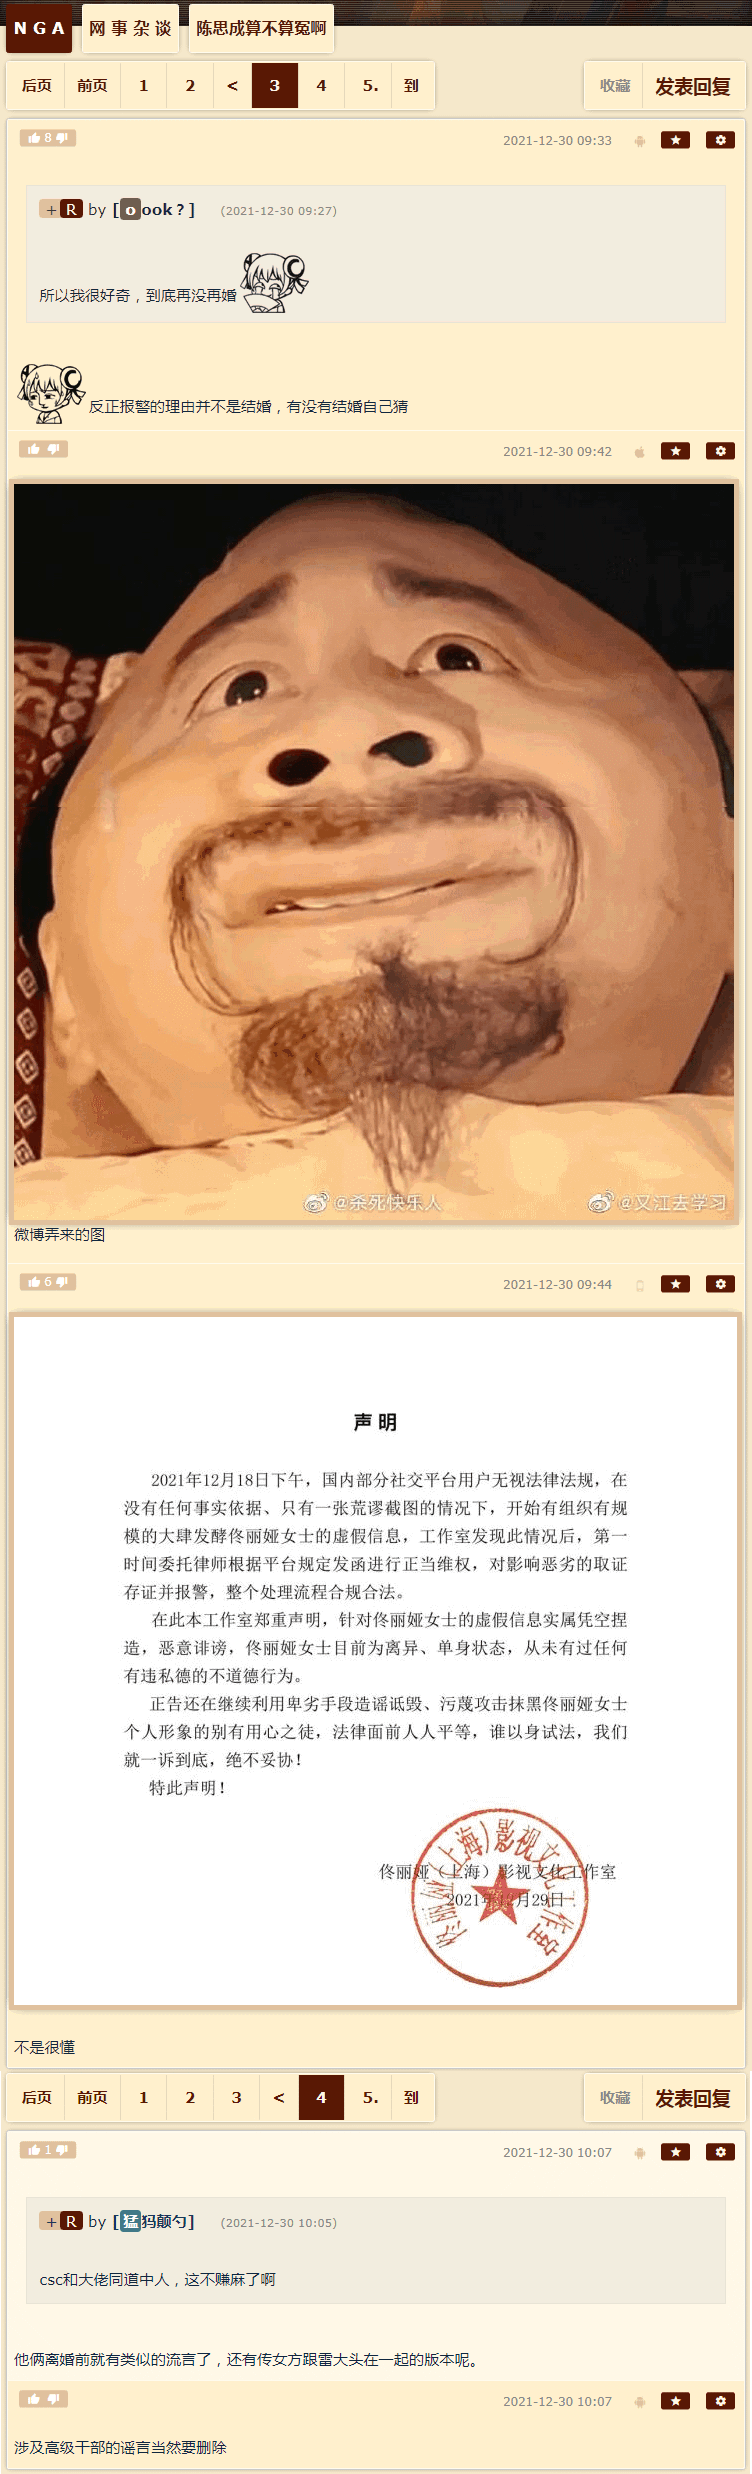 NGA 网事杂谈 陈思成算不算冤啊
后页 前页 1 2 < 3 4 5. 到 收藏 发表回复
8 2021-12-30 09:33
+ R by [ook？] (2021-12-30 09:27)
所以我很好奇，到底再没再婚
反正报警的理由并不是结婚，有没有结婚自己猜
2021-12-30 09:42
@杀死快乐人 @又江去学习
微博弄来的图
6 2021-12-30 09:44
声 明
2021年12月18日下午，国内部分社交平台用户无视法律法规，在
没有任何事实依据、只有一张荒谬截图的情况下，开始有组织有规
模的大肆发酵佟丽娅女士的虚假信息，工作室发现此情况后，第一
时间委托律师根据平台规定发函进行正当维权，对影响恶劣的取证
存证并报警，整个处理流程合规合法。
在此本工作室郑重声明，针对佟丽娅女士的虚假信息实属凭空捏
造，恶意诽谤，佟丽娅女士目前为离异、单身状态，从未有过任何
有违私德的不道德行为。
正告还在继续利用卑劣手段造谣诋毁、污蔑攻击抹黑佟丽娅女士
个人形象的别有用心之徒，法律面前人人平等，谁以身试法，我们
就一诉到底，绝不妥协！
特此声明！
佟丽娅（上海）影视文化工作室
2021年12月29日
佟丽娅(上海)影视文化工作室
不是很懂
后页 前页 1 2 3 < 4 5. 到 收藏 发表回复
1 2021-12-30 10:07
+ R by [猛犸颠勺] (2021-12-30 10:05)
csc和大佬同道中人，这不赚麻了啊
他俩离婚前就有类似的流言了，还有传女方跟雷大头在一起的版本呢。
2021-12-30 10:07
涉及高级干部的谣言当然要删除